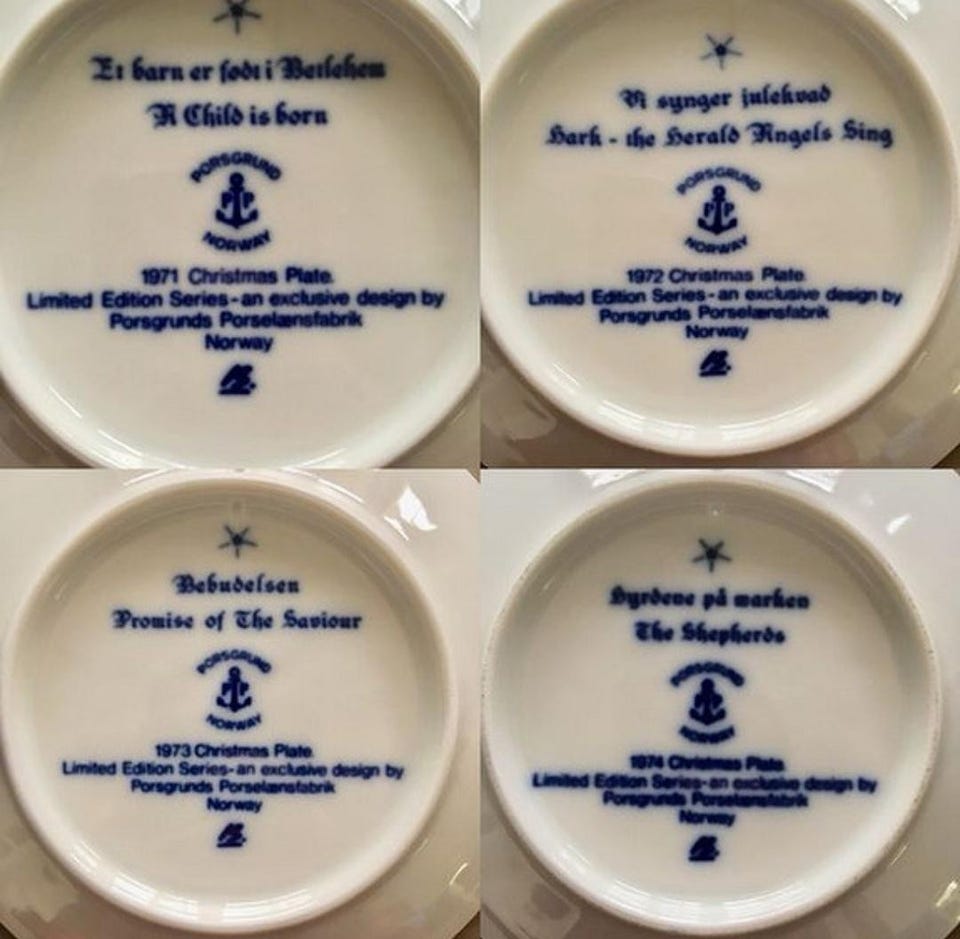 Et barn er født i Betlehem
A Child is born
PORSGRUND
PP
NORWAY
1971 Christmas Plate.
Limited Edition Series-an exclusive design by
Porsgrunds Porselænsfabrik
Norway
Vi synger julekvad
Hark - the Herald Angels Sing
PORSGRUND
PP
NORWAY
1972 Christmas Plate.
Limited Edition Series-an exclusive design by
Porsgrunds Porselænsfabrik
Norway
Bebudelsen
Promise of The Saviour
PORSGRUND
PP
NORWAY
1973 Christmas Plate.
Limited Edition Series-an exclusive design by
Porsgrunds Porselænsfabrik
Norway
Hyrdene på marken
The Shepherds
PORSGRUND
PP
NORWAY
1974 Christmas Plate.
Limited Edition Series-an exclusive design by
Porsgrunds Porselænsfabrik
Norway